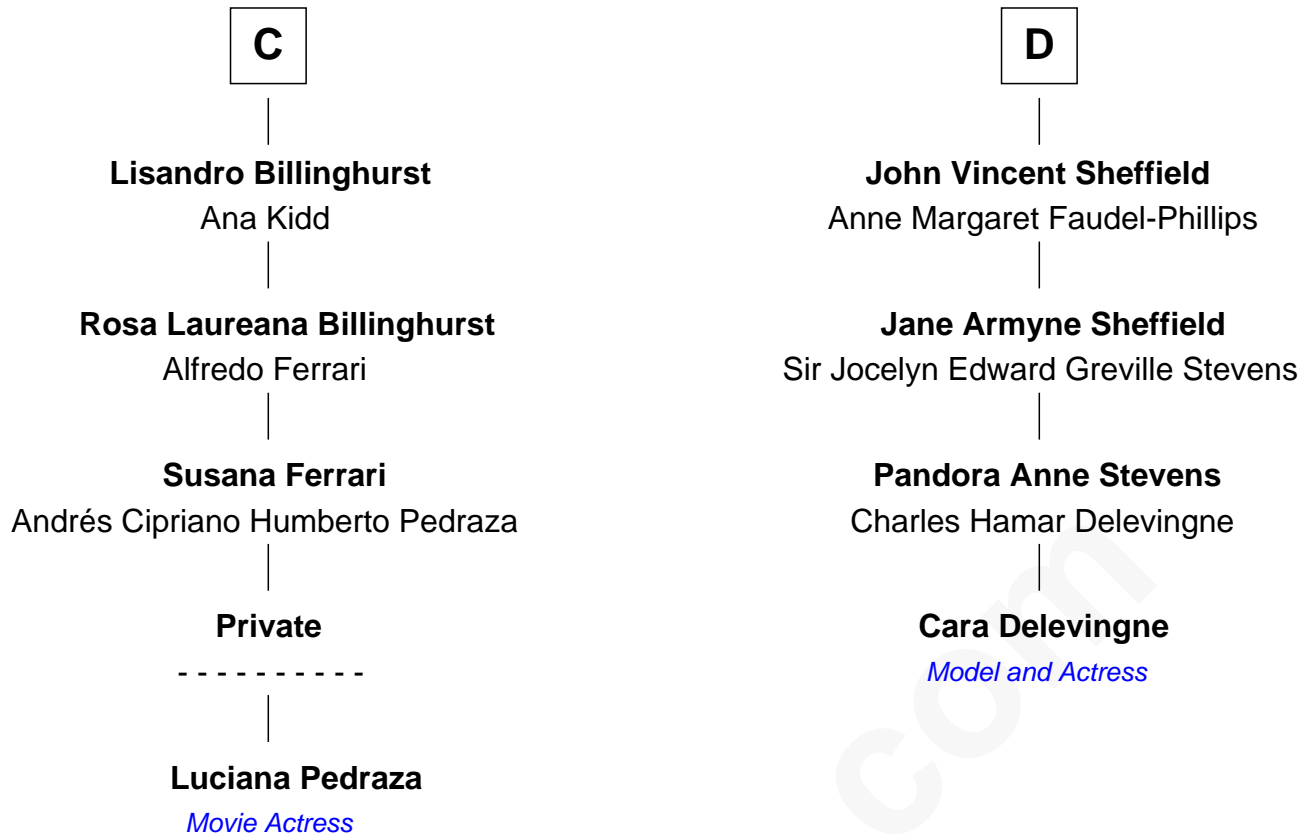 C
Lisandro Billinghurst
Ana Kidd
Rosa Laureana Billinghurst
Alfredo Ferrari
Susana Ferrari
Andrés Cipriano Humberto Pedraza
Private
- - - - - - - - - -
Luciana Pedraza
Movie Actress
D
John Vincent Sheffield
Anne Margaret Faudel-Phillips
Jane Armyne Sheffield
Sir Jocelyn Edward Greville Stevens
Pandora Anne Stevens
Charles Hamar Delevingne
Cara Delevingne
Model and Actress
com